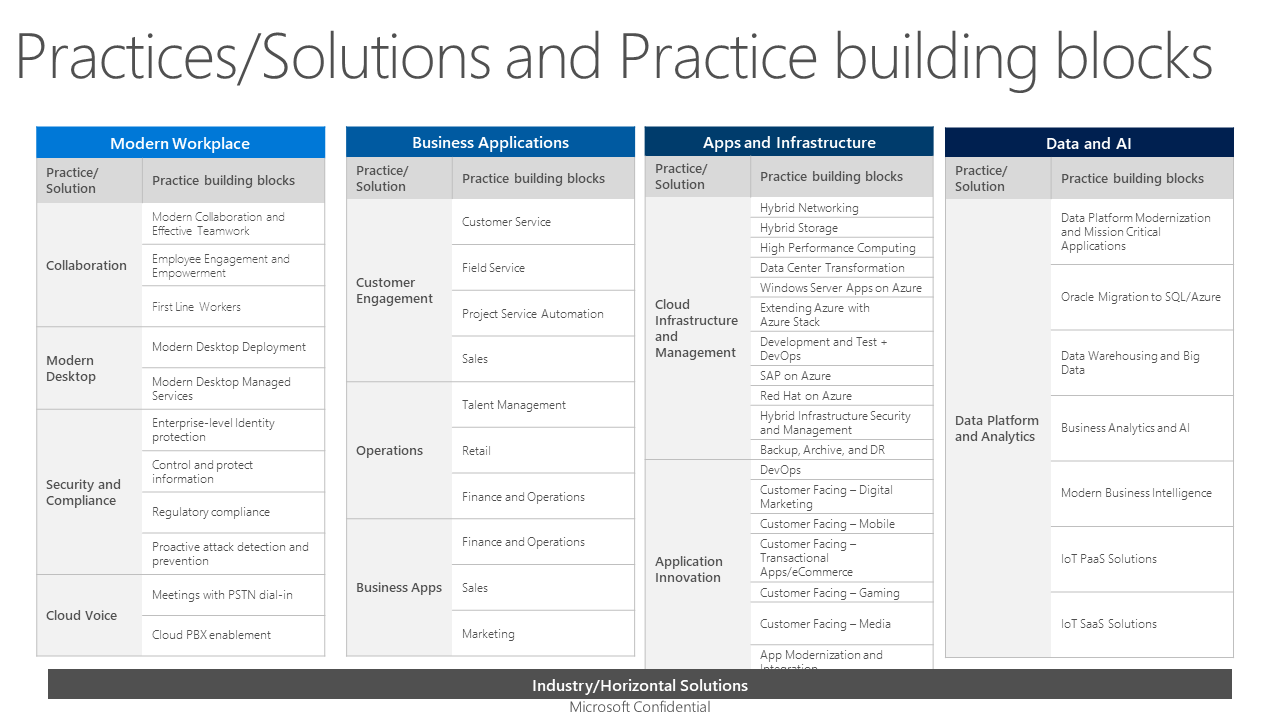 Practices/Solutions and Practice building blocks
Modern Workplace
Practice/
Solution
Practice building blocks
Collaboration
Modern Collaboration and
Effective Teamwork
Employee Engagement and
Empowerment
First Line Workers
Modern
Desktop
Modern Desktop Deployment
Modern Desktop Managed
Services
Security and
Compliance
Enterprise-level Identity
protection
Control and protect
information
Regulatory compliance
Proactive attack detection and
prevention
Cloud Voice
Meetings with PSTN dial-in
Cloud PBX enablement
Business Applications
Practice/
Solution
Practice building blocks
Customer
Engagement
Customer Service
Field Service
Project Service Automation
Sales
Operations
Talent Management
Retail
Finance and Operations
Business Apps
Finance and Operations
Sales
Marketing
Apps and Infrastructure
Practice/
Solution
Practice building blocks
Cloud
Infrastructure
and
Management
Hybrid Networking
Hybrid Storage
High Performance Computing
Data Center Transformation
Windows Server Apps on Azure
Extending Azure with
Azure Stack
Development and Test +
DevOps
SAP on Azure
Red Hat on Azure
Hybrid Infrastructure Security
and Management
Backup, Archive, and DR
Application
Innovation
DevOps
Customer Facing – Digital
Marketing
Customer Facing – Mobile
Customer Facing –
Transactional
Apps/eCommerce
Customer Facing – Gaming
Customer Facing – Media
App Modernization and
Integration
Data and AI
Practice/
Solution
Practice building blocks
Data Platform
and Analytics
Data Platform Modernization
and Mission Critical
Applications
Oracle Migration to SQL/Azure
Data Warehousing and Big
Data
Business Analytics and AI
Modern Business Intelligence
IoT PaaS Solutions
IoT SaaS Solutions
Industry/Horizontal Solutions
Microsoft Confidential